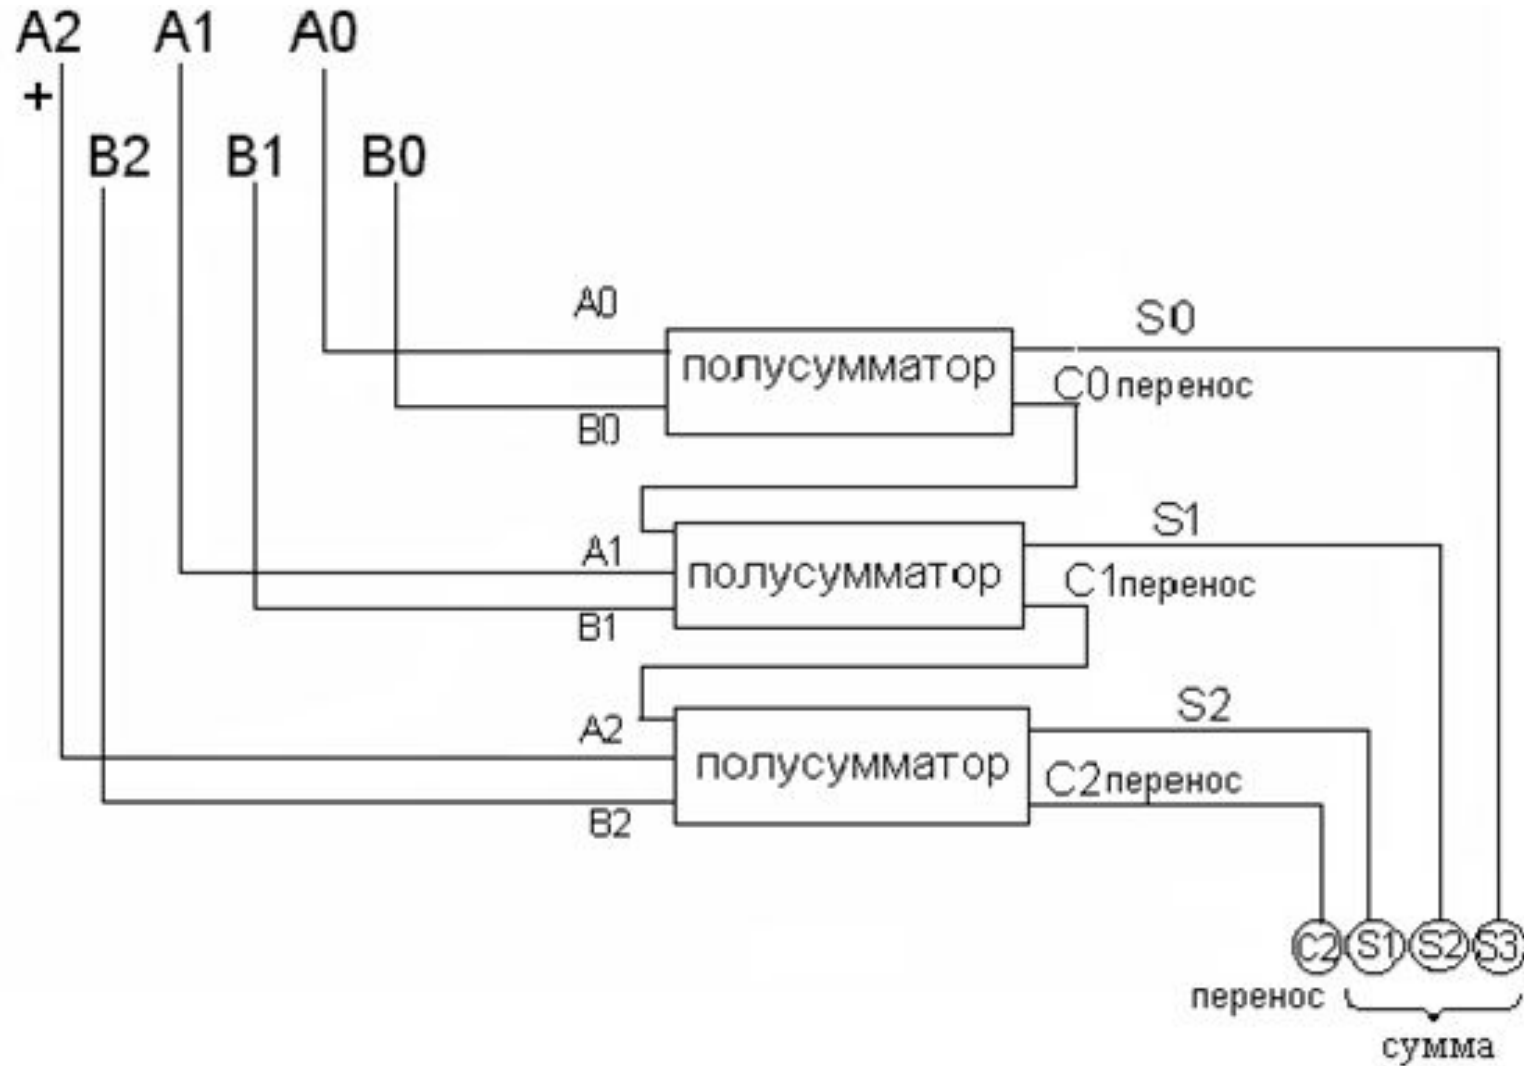 A2 A1 A0
+
B2 B1 B0
A0
S0
полусумматор
C0 перенос
B0
S1
A1
полусумматор
C1перенос
B1
S2
A2
полусумматор
C2перенос
B2
C2 S1 S2 S3
перенос
сумма